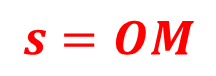 s = OM